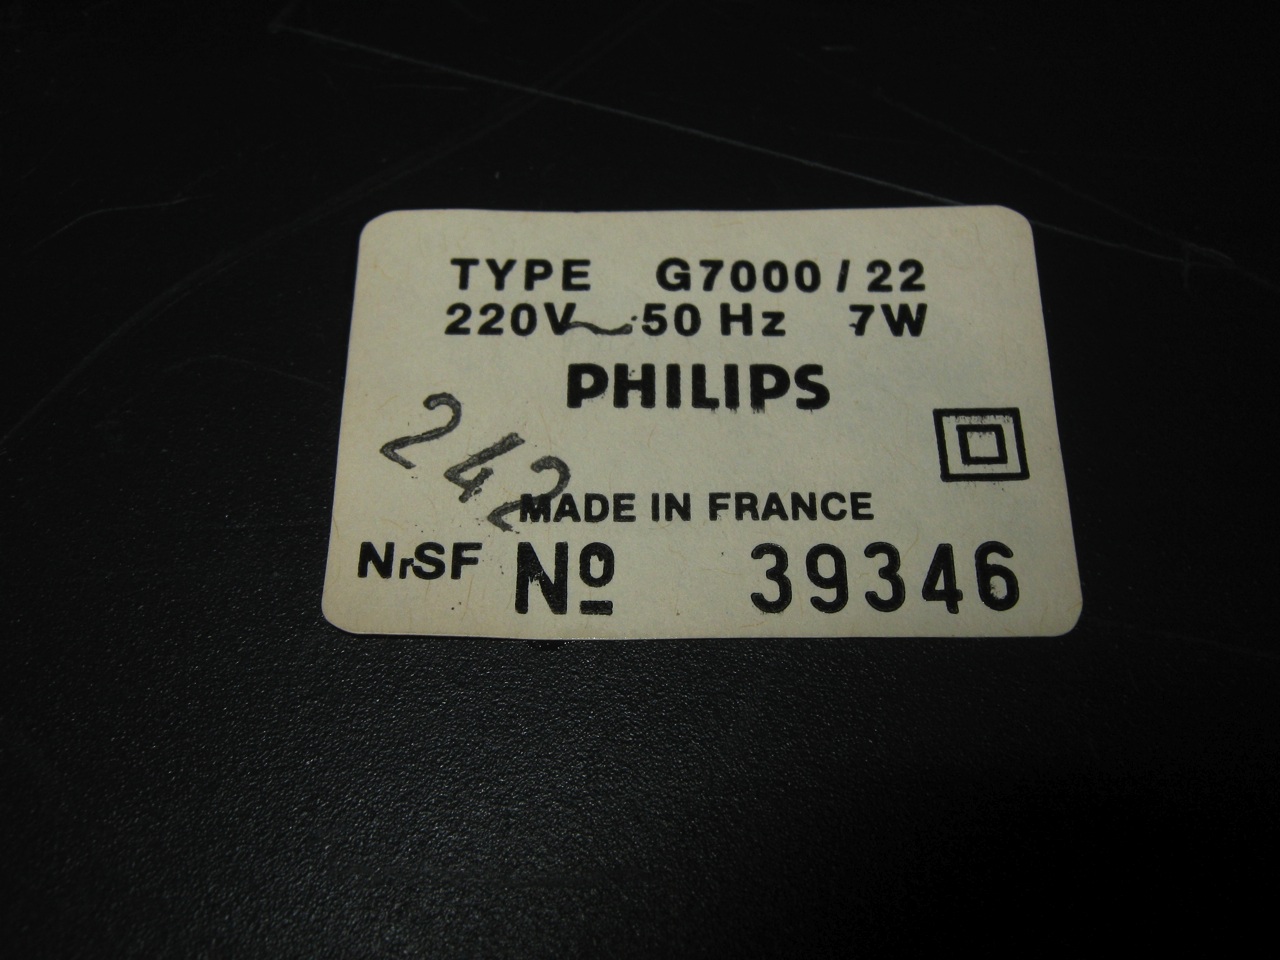 TYPE G7000/22
220V~50 Hz 7W
PHILIPS
242
MADE IN FRANCE
NrSF Nº 39346